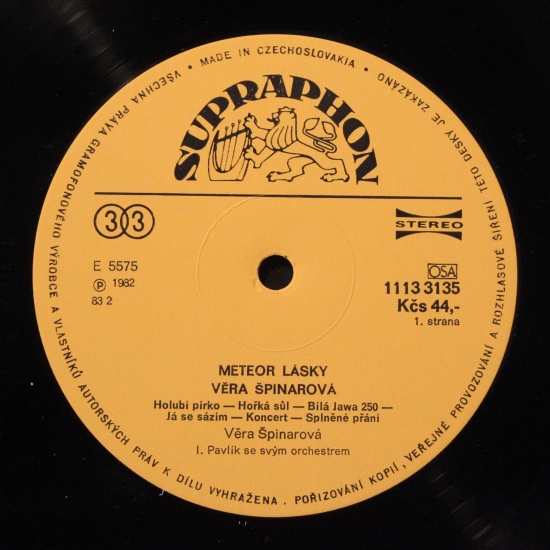 • MADE IN CZECHOSLOVAKIA •
VŠECHNA PRÁVA GRAMOFONOVÉHO VÝROBCE A VLASTNÍKŮ AUTORSKÝCH PRÁV K DÍLU VYHRAŽENA. POŘIZOVÁNÍ KOPIÍ, VEŘEJNÉ PROVOZOVÁNÍ A ROZHLASOVÉ ŠÍŘENÍ TÉTO DESKY JE ZAKÁZÁNO
SUPRAPHON
33
STEREO
E 5575
℗ 1982
83 2
OSA
1113 3135
Kčs 44,-
1. strana
METEOR LÁSKY
VĚRA ŠPINAROVÁ
Holubí pírko — Hořká sůl — Bílá Jawa 250 —
Já se sázím — Koncert — Splněné přání
Věra Špinarová
I. Pavlík se svým orchestrem